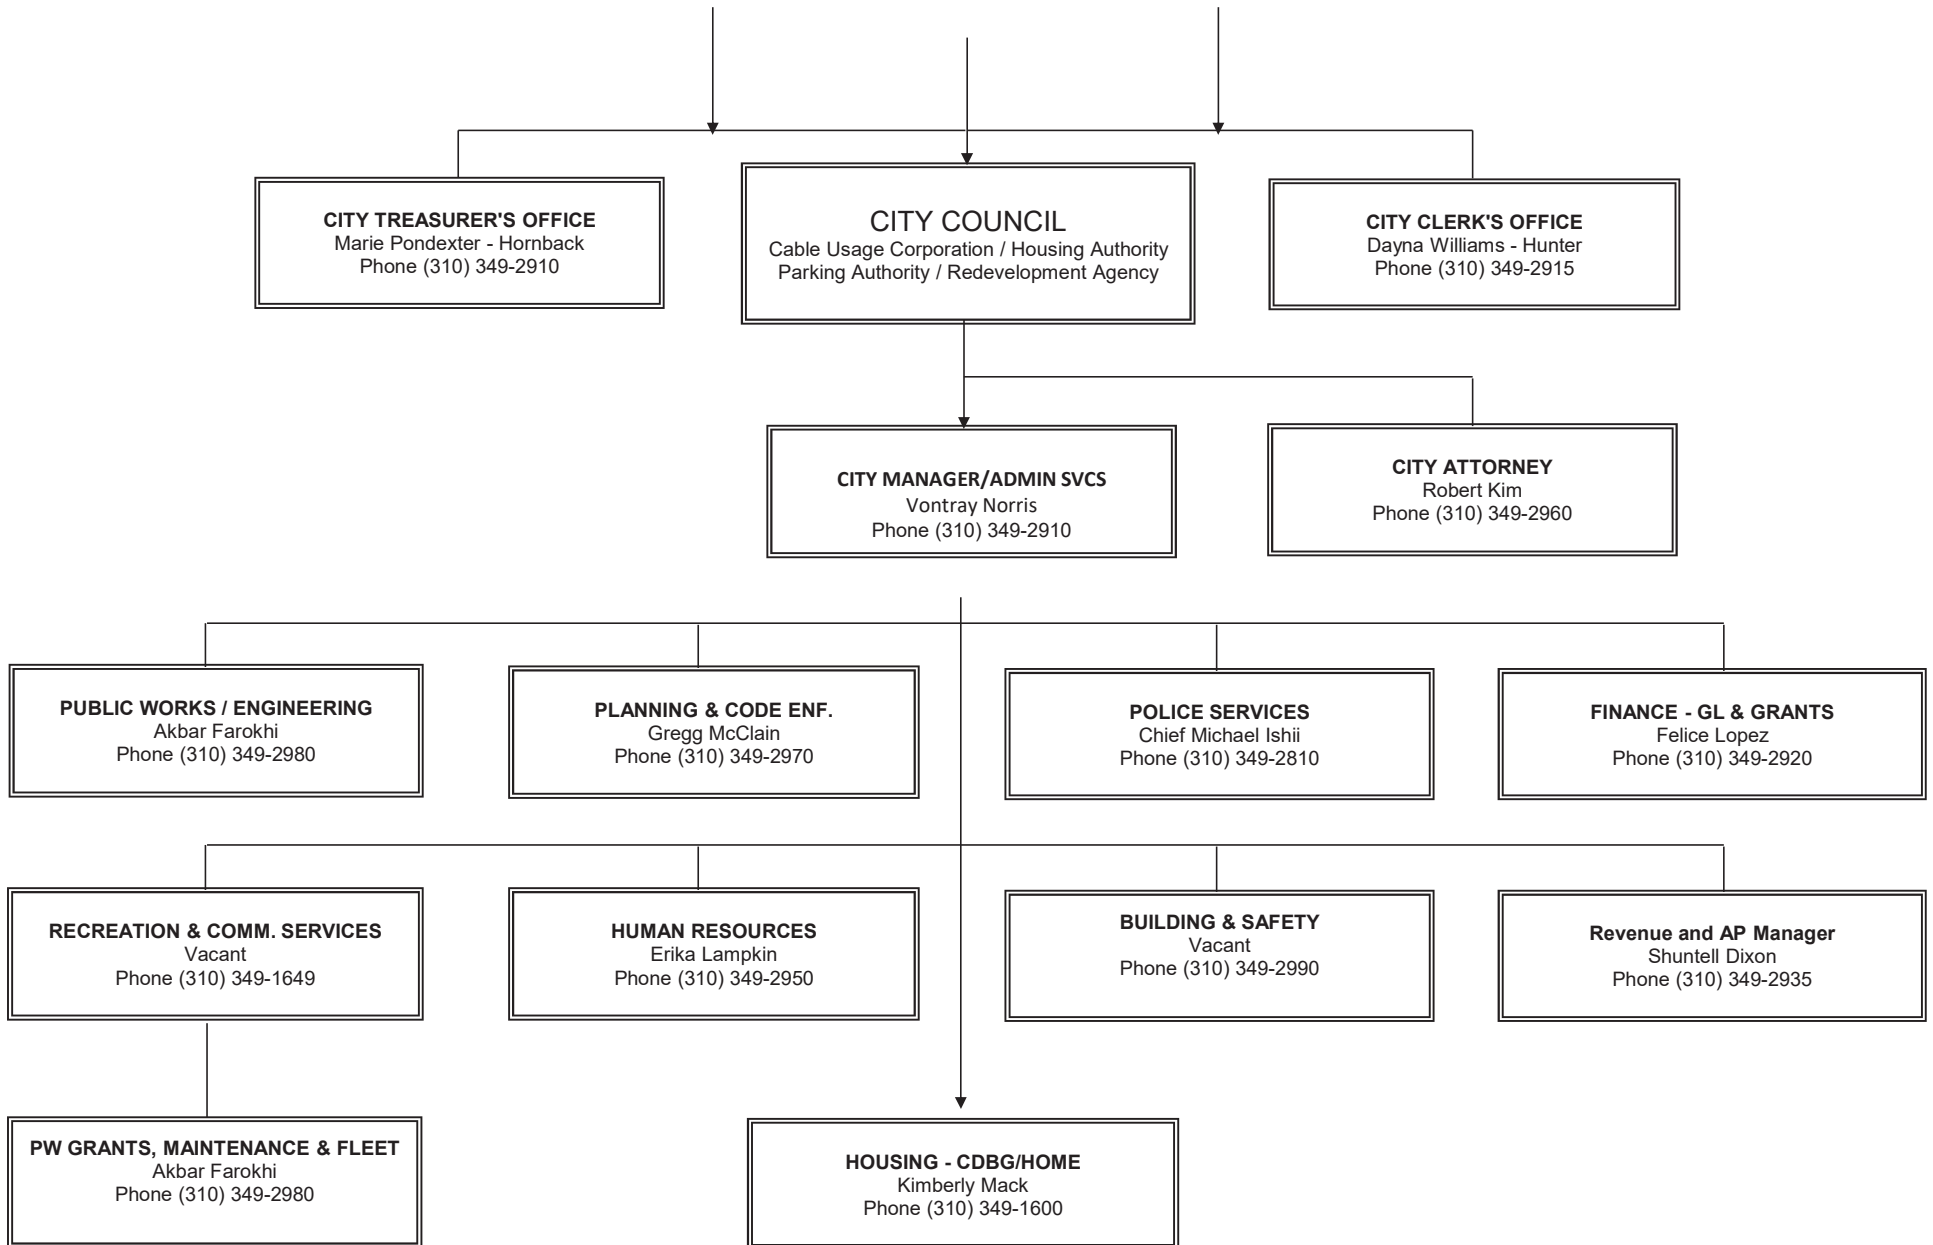 CITY TREASURER'S OFFICE
Marie Pondexter - Hornback
Phone (310) 349-2910
CITY COUNCIL
Cable Usage Corporation / Housing Authority
Parking Authority / Redevelopment Agency
CITY CLERK'S OFFICE
Dayna Williams - Hunter
Phone (310) 349-2915
CITY MANAGER/ADMIN SVCS
Vontray Norris
Phone (310) 349-2910
CITY ATTORNEY
Robert Kim
Phone (310) 349-2960
PUBLIC WORKS / ENGINEERING
Akbar Farokhi
Phone (310) 349-2980
PLANNING & CODE ENF.
Gregg McClain
Phone (310) 349-2970
POLICE SERVICES
Chief Michael Ishii
Phone (310) 349-2810
FINANCE - GL & GRANTS
Felice Lopez
Phone (310) 349-2920
RECREATION & COMM. SERVICES
Vacant
Phone (310) 349-1649
HUMAN RESOURCES
Erika Lampkin
Phone (310) 349-2950
BUILDING & SAFETY
Vacant
Phone (310) 349-2990
Revenue and AP Manager
Shuntell Dixon
Phone (310) 349-2935
PW GRANTS, MAINTENANCE & FLEET
Akbar Farokhi
Phone (310) 349-2980
HOUSING - CDBG/HOME
Kimberly Mack
Phone (310) 349-1600